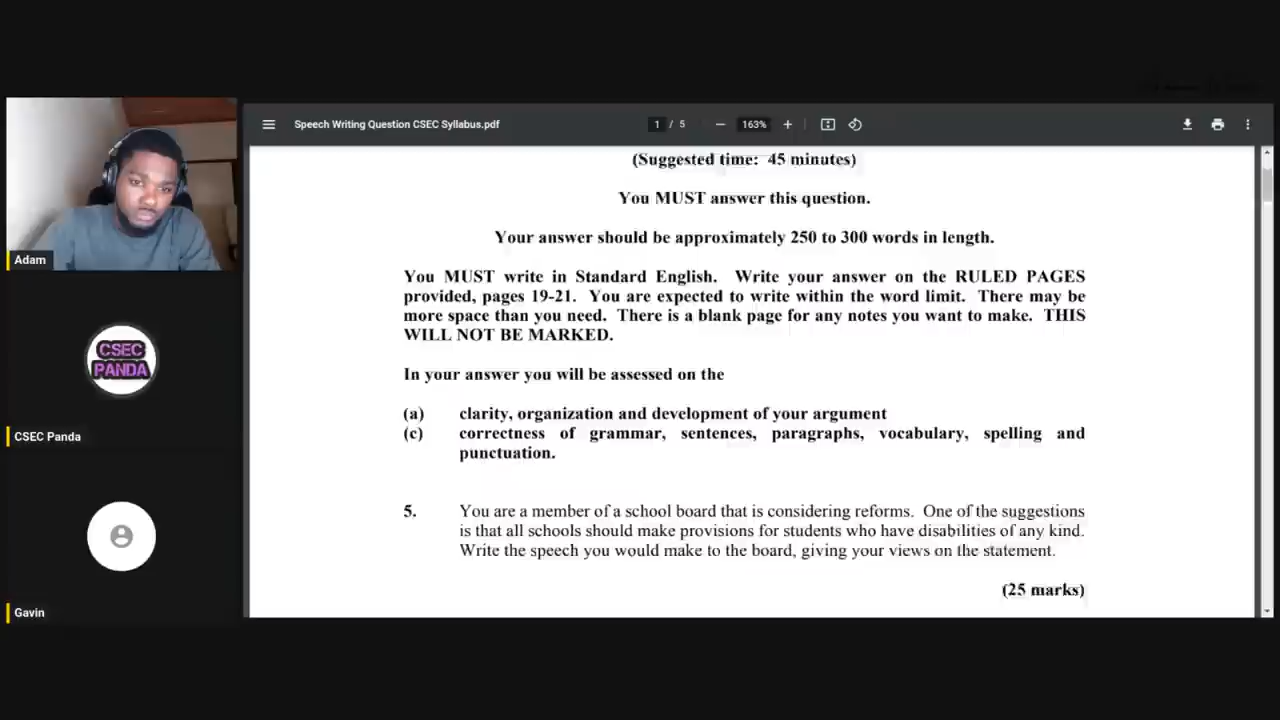 Speech Writing Question CSEC Syllabus.pdf
1 / 5
163%
(Suggested time: 45 minutes)
You MUST answer this question.
Your answer should be approximately 250 to 300 words in length.
You MUST write in Standard English. Write your answer on the RULED PAGES
provided, pages 19-21. You are expected to write within the word limit. There may be
more space than you need. There is a blank page for any notes you want to make. THIS
WILL NOT BE MARKED.
In your answer you will be assessed on the
(a) clarity, organization and development of your argument
(c) correctness of grammar, sentences, paragraphs, vocabulary, spelling and
punctuation.
5. You are a member of a school board that is considering reforms. One of the suggestions
is that all schools should make provisions for students who have disabilities of any kind.
Write the speech you would make to the board, giving your views on the statement.
(25 marks)
Adam
CSEC
PANDA
CSEC Panda
Gavin